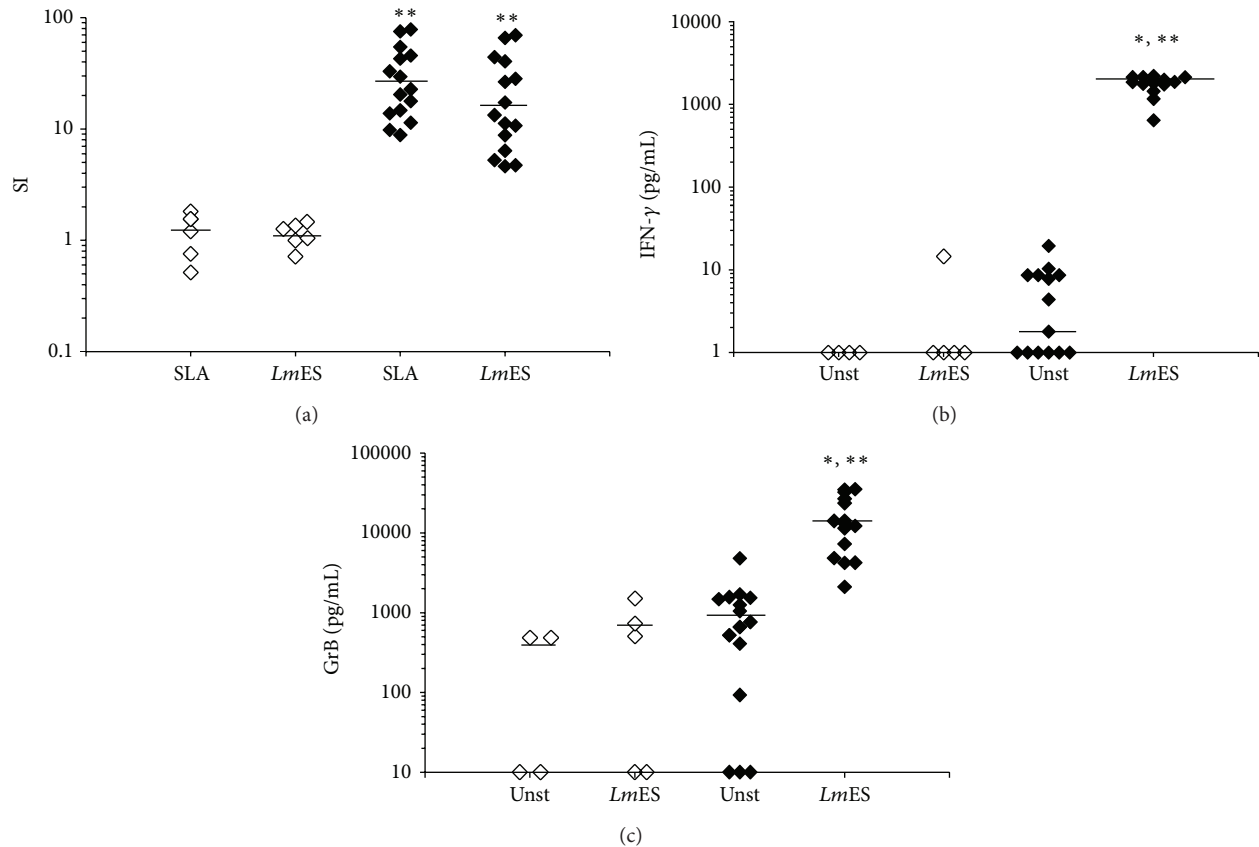 100
10
1
0.1
SI
**
**
SLA
LmES
SLA
LmES
(a)
10000
1000
100
10
1
IFN-γ (pg/mL)
*, **
Unst
LmES
Unst
LmES
(b)
100000
10000
1000
100
10
GrB (pg/mL)
*, **
Unst
LmES
Unst
LmES
(c)